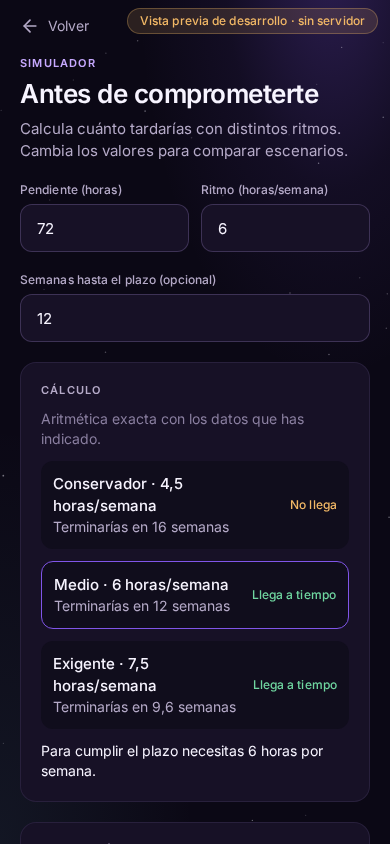 Volver
Vista previa de desarrollo · sin servidor
SIMULADOR
Antes de comprometerte
Calcula cuánto tardarías con distintos ritmos.
Cambia los valores para comparar escenarios.
Pendiente (horas)
Ritmo (horas/semana)
72
6
Semanas hasta el plazo (opcional)
12
CÁLCULO
Aritmética exacta con los datos que has
indicado.
Conservador · 4,5
horas/semana
Terminarías en 16 semanas
No llega
Medio · 6 horas/semana
Terminarías en 12 semanas
Llega a tiempo
Exigente · 7,5
horas/semana
Terminarías en 9,6 semanas
Llega a tiempo
Para cumplir el plazo necesitas 6 horas por
semana.